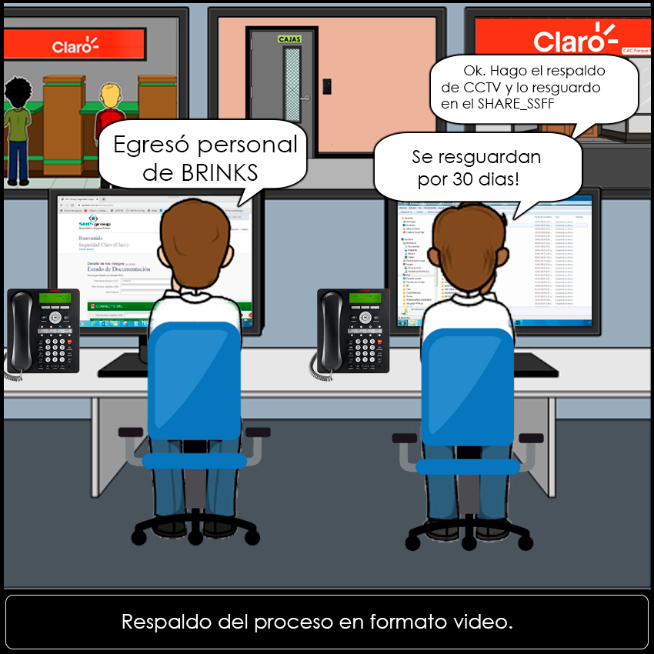 Claro
CAJAS
Claro
Ok. Hago el respaldo
de CCTV y lo resguardo
en el SHARE_SSFF
Egresó personal
de BRINKS
Se resguardan
por 30 dias!
group
Bienvenido
Estado de Documentación
Respaldo del proceso en formato video.